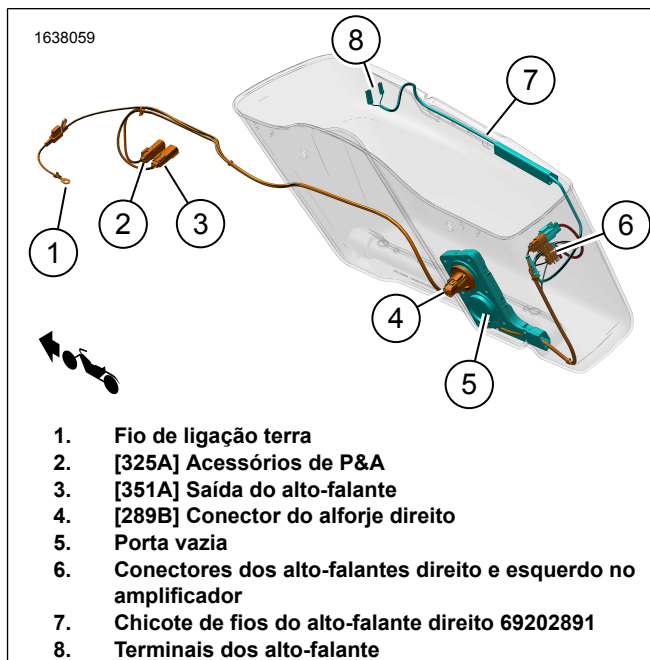 1638059
8
7
6
1
2
3
4
5
1. Fio de ligação terra
2. [325A] Acessórios de P&A
3. [351A] Saída do alto-falante
4. [289B] Conector do alforje direito
5. Porta vazia
6. Conectores dos alto-falantes direito e esquerdo no
amplificador
7. Chicote de fios do alto-falante direito 69202891
8. Terminais dos alto-falante